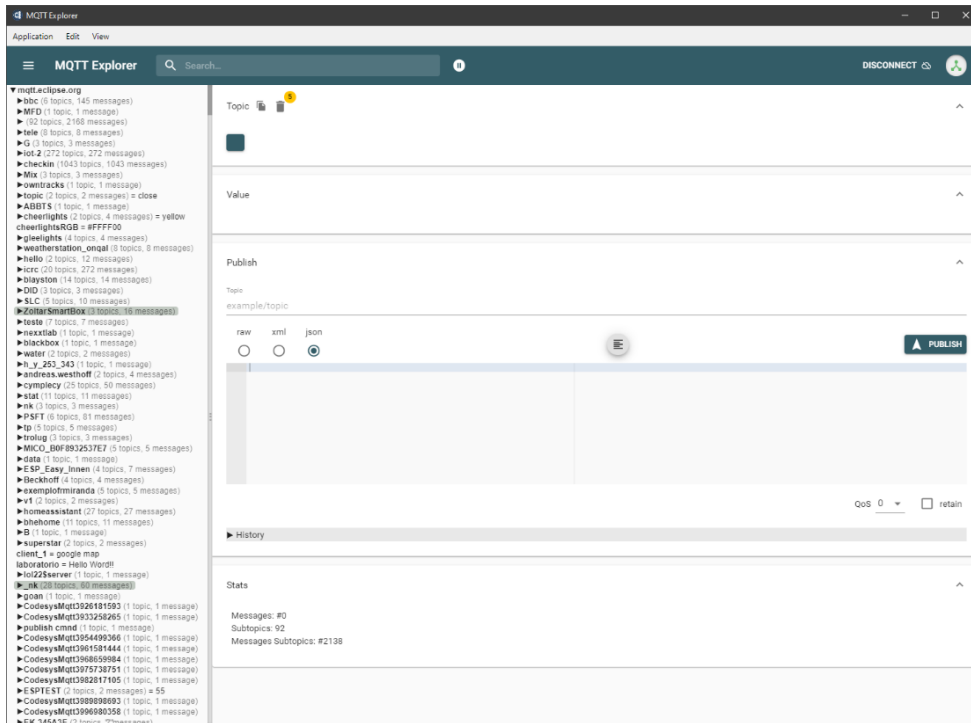 MQTT Explorer
Application Edit View
MQTT Explorer
Search...
DISCONNECT
▼ mqtt.eclipse.org
▶bbc (6 topics, 145 messages)
▶MFD (1 topic, 1 message)
▶ (92 topics, 2168 messages)
▶tele (8 topics, 8 messages)
▶G (3 topics, 3 messages)
▶iot-2 (272 topics, 272 messages)
▶checkin (1043 topics, 1043 messages)
▶Mix (3 topics, 3 messages)
▶owntracks (1 topic, 1 message)
▶topic (2 topics, 2 messages) = close
▶ABBTS (1 topic, 1 message)
▶cheerlights (2 topics, 4 messages) = yellow
cheerlightsRGB = #FFFF00
▶gleelights (4 topics, 4 messages)
▶weatherstation_onqal (8 topics, 8 messages)
▶hello (2 topics, 12 messages)
▶icrc (20 topics, 272 messages)
▶blayston (14 topics, 14 messages)
▶DID (3 topics, 3 messages)
▶SLC (5 topics, 10 messages)
▶ZoltarSmartBox (3 topics, 16 messages)
▶teste (7 topics, 7 messages)
▶nexxtlab (1 topic, 1 message)
▶blackbox (1 topic, 1 message)
▶water (2 topics, 2 messages)
▶h_y_253_343 (1 topic, 1 message)
▶andreas.westhoff (2 topics, 4 messages)
▶cymplecy (25 topics, 50 messages)
▶stat (11 topics, 11 messages)
▶nk (3 topics, 3 messages)
▶PSFT (6 topics, 81 messages)
▶tp (5 topics, 5 messages)
▶trolug (3 topics, 3 messages)
▶MICO_B0F8932537E7 (5 topics, 5 messages)
▶data (1 topic, 1 message)
▶ESP_Easy_Innen (4 topics, 7 messages)
▶Beckhoff (4 topics, 4 messages)
▶exemplofrmiranda (5 topics, 5 messages)
▶v1 (2 topics, 2 messages)
▶homeassistant (27 topics, 27 messages)
▶bhehome (11 topics, 11 messages)
▶B (1 topic, 1 message)
▶superstar (2 topics, 2 messages)
client_1 = google map
laboratorio = Hello Word!!
▶lol22$server (1 topic, 1 message)
▶_nk (28 topics, 60 messages)
▶goan (1 topic, 1 message)
▶CodesysMqtt3926181593 (1 topic, 1 message)
▶CodesysMqtt3933258265 (1 topic, 1 message)
▶publish cmnd (1 topic, 1 message)
▶CodesysMqtt3954499366 (1 topic, 1 message)
▶CodesysMqtt3961581444 (1 topic, 1 message)
▶CodesysMqtt3968659984 (1 topic, 1 message)
▶CodesysMqtt3975738751 (1 topic, 1 message)
▶CodesysMqtt3982817105 (1 topic, 1 message)
▶ESPTEST (2 topics, 2 messages) = 55
▶CodesysMqtt3989898693 (1 topic, 1 message)
▶CodesysMqtt3996980358 (1 topic, 1 message)
Topic 5
Value
Publish
Topic
example/topic
raw xml json
PUBLISH
QoS 0 retain
▶ History
Stats
Messages: #0
Subtopics: 92
Messages Subtopics: #2138